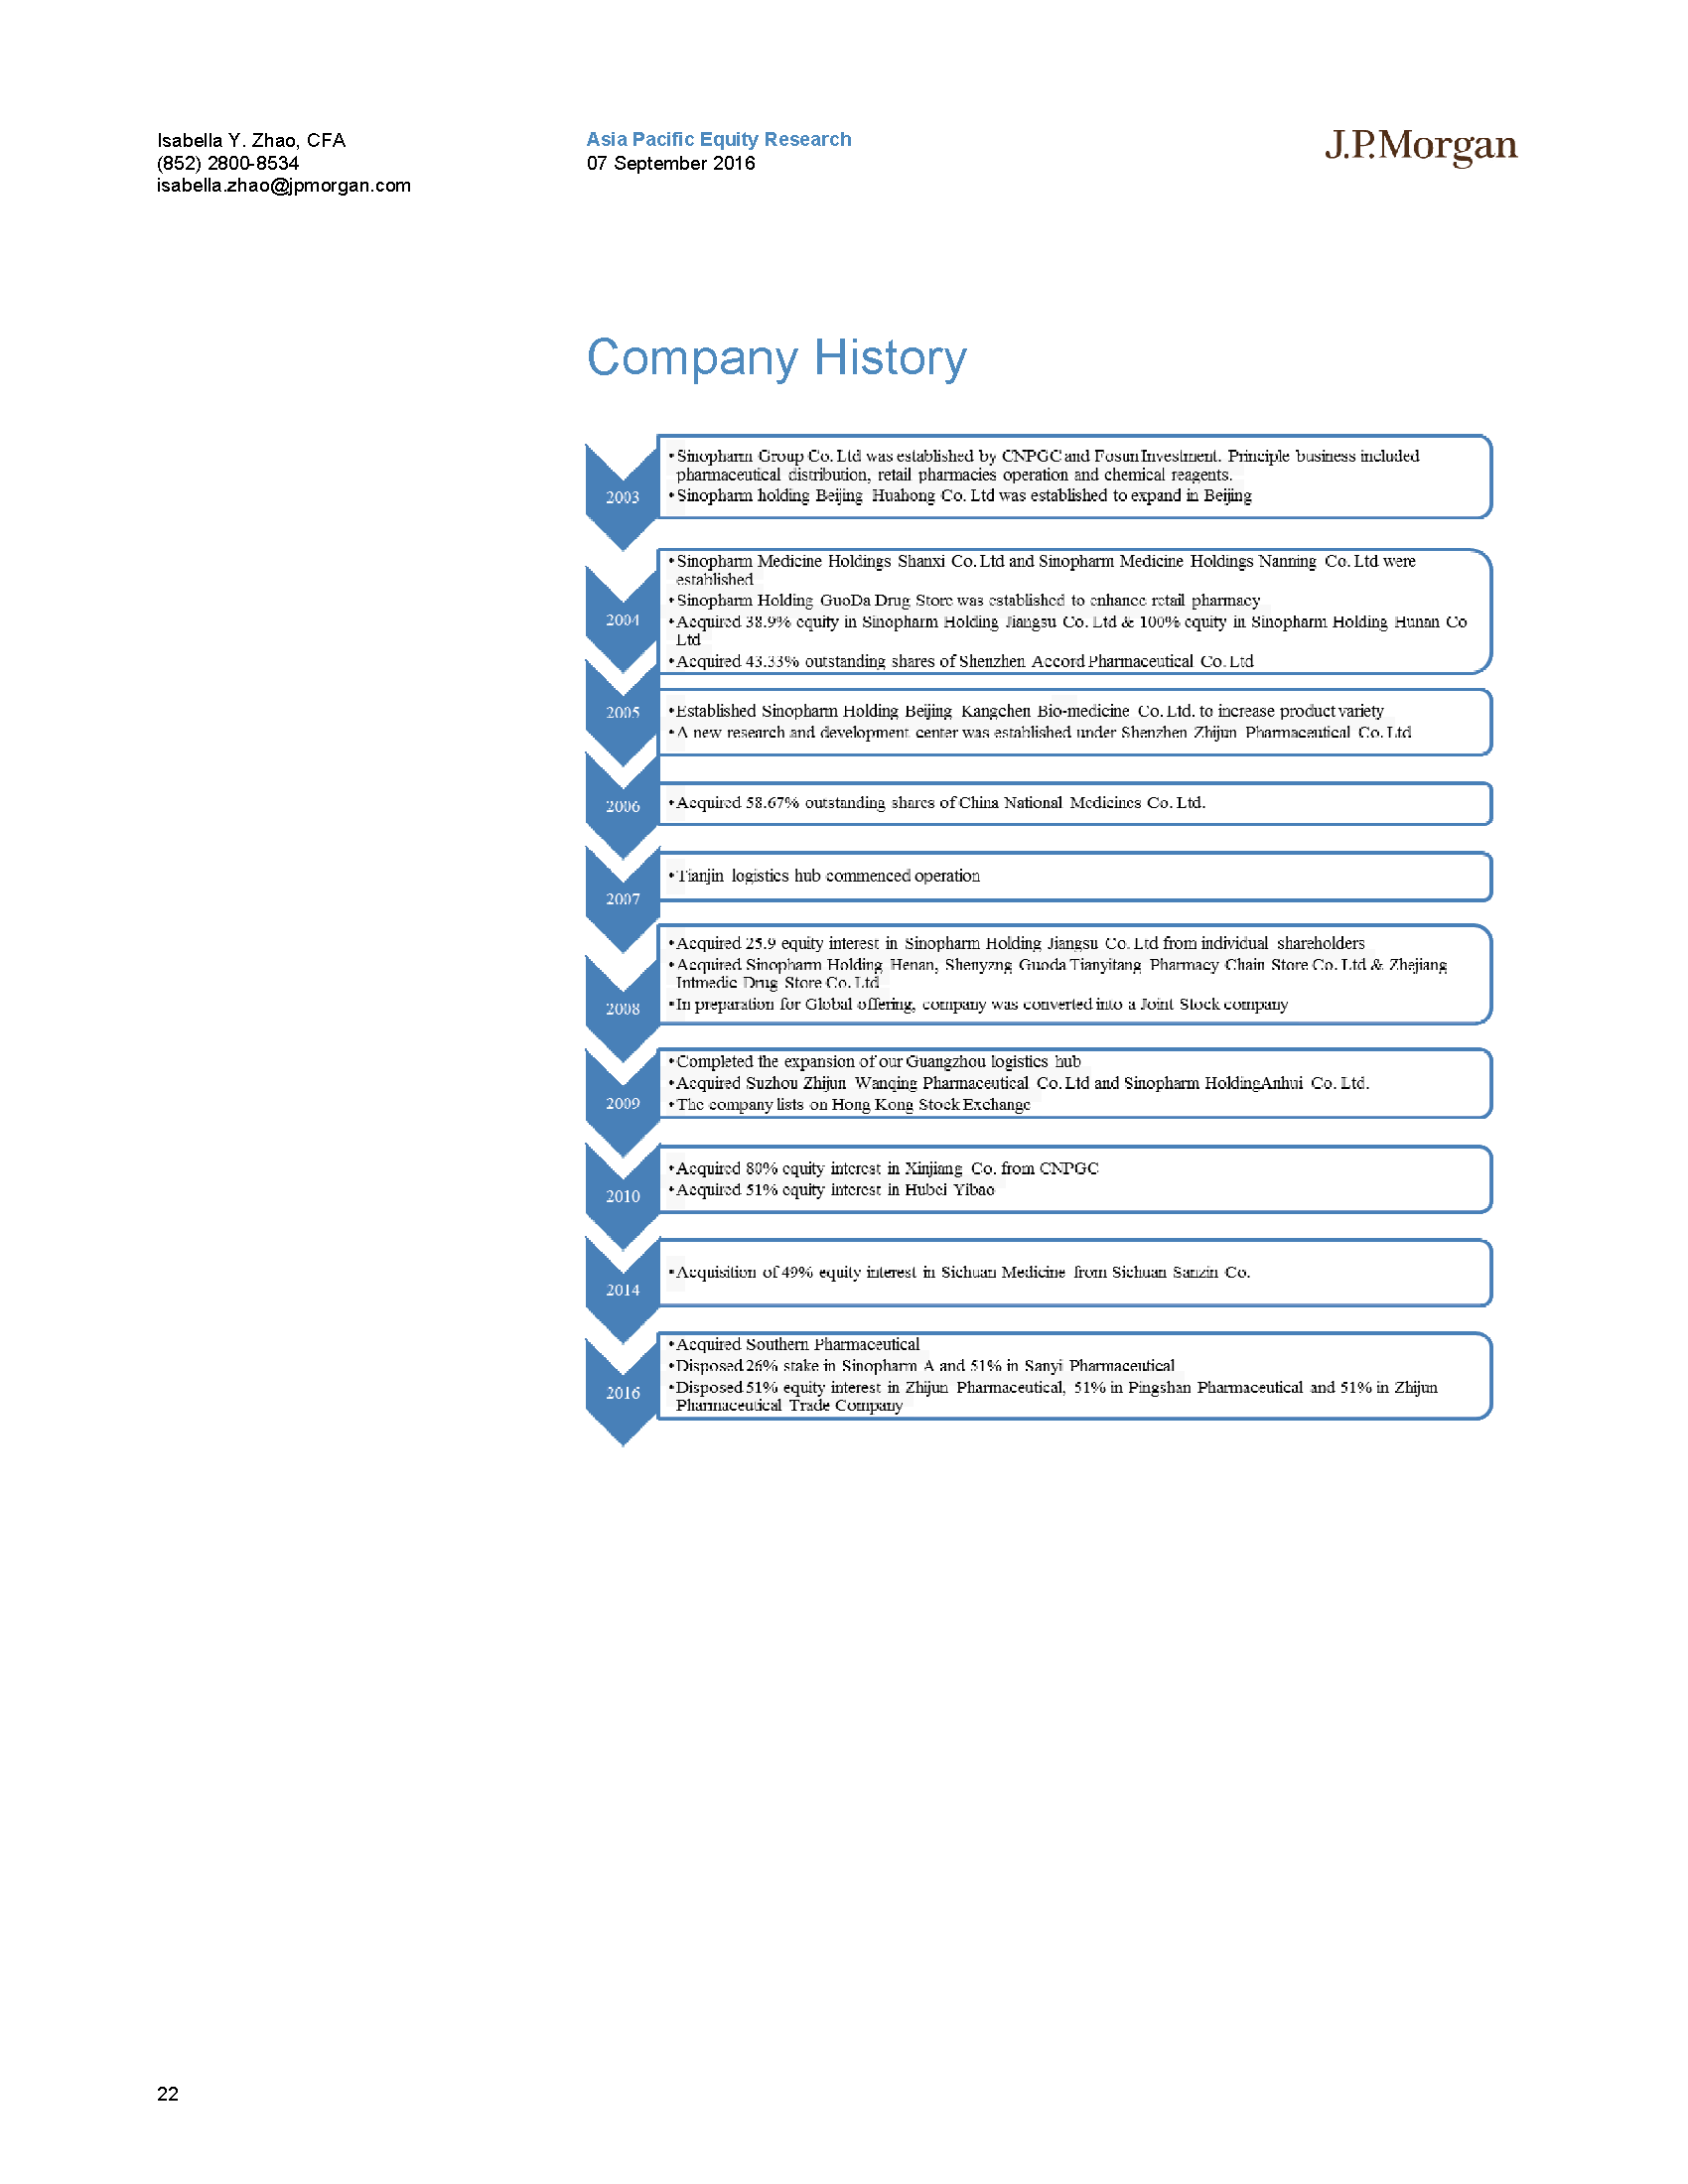 Isabella Y. Zhao, CFA
(852) 2800-8534
isabella.zhao@jpmorgan.com
Asia Pacific Equity Research
07 September 2016
J.P.Morgan
Company History
2003
•Sinopharm Group Co. Ltd was established by CNPGC and Fosun Investment. Principle business included
pharmaceutical distribution, retail pharmacies operation and chemical reagents.
•Sinopharm holding Beijing Huahong Co. Ltd was established to expand in Beijing
2004
•Sinopharm Medicine Holdings Shanxi Co. Ltd and Sinopharm Medicine Holdings Nanning Co. Ltd were
established
•Sinopharm Holding GuoDa Drug Store was established to enhance retail pharmacy
•Acquired 38.9% equity in Sinopharm Holding Jiangsu Co. Ltd & 100% equity in Sinopharm Holding Hunan Co
Ltd
•Acquired 43.33% outstanding shares of Shenzhen Accord Pharmaceutical Co. Ltd
2005
•Established Sinopharm Holding Beijing Kangchen Bio-medicine Co. Ltd. to increase product variety
•A new research and development center was established under Shenzhen Zhijun Pharmaceutical Co. Ltd
2006
•Acquired 58.67% outstanding shares of China National Medicines Co. Ltd.
2007
•Tianjin logistics hub commenced operation
2008
•Acquired 25.9 equity interest in Sinopharm Holding Jiangsu Co. Ltd from individual shareholders
•Acquired Sinopharm Holding Henan, Shenyzng Guoda Tianyitang Pharmacy Chain Store Co. Ltd & Zhejiang
Intmedic Drug Store Co. Ltd
•In preparation for Global offering, company was converted into a Joint Stock company
2009
•Completed the expansion of our Guangzhou logistics hub
•Acquired Suzhou Zhijun Wanqing Pharmaceutical Co. Ltd and Sinopharm HoldingAnhui Co. Ltd.
•The company lists on Hong Kong Stock Exchange
2010
•Acquired 80% equity interest in Xinjiang Co. from CNPGC
•Acquired 51% equity interest in Hubei Yibao
2014
•Acquisition of 49% equity interest in Sichuan Medicine from Sichuan Sanzin Co.
2016
•Acquired Southern Pharmaceutical
•Disposed 26% stake in Sinopharm A and 51% in Sanyi Pharmaceutical
•Disposed 51% equity interest in Zhijun Pharmaceutical, 51% in Pingshan Pharmaceutical and 51% in Zhijun
Pharmaceutical Trade Company
22